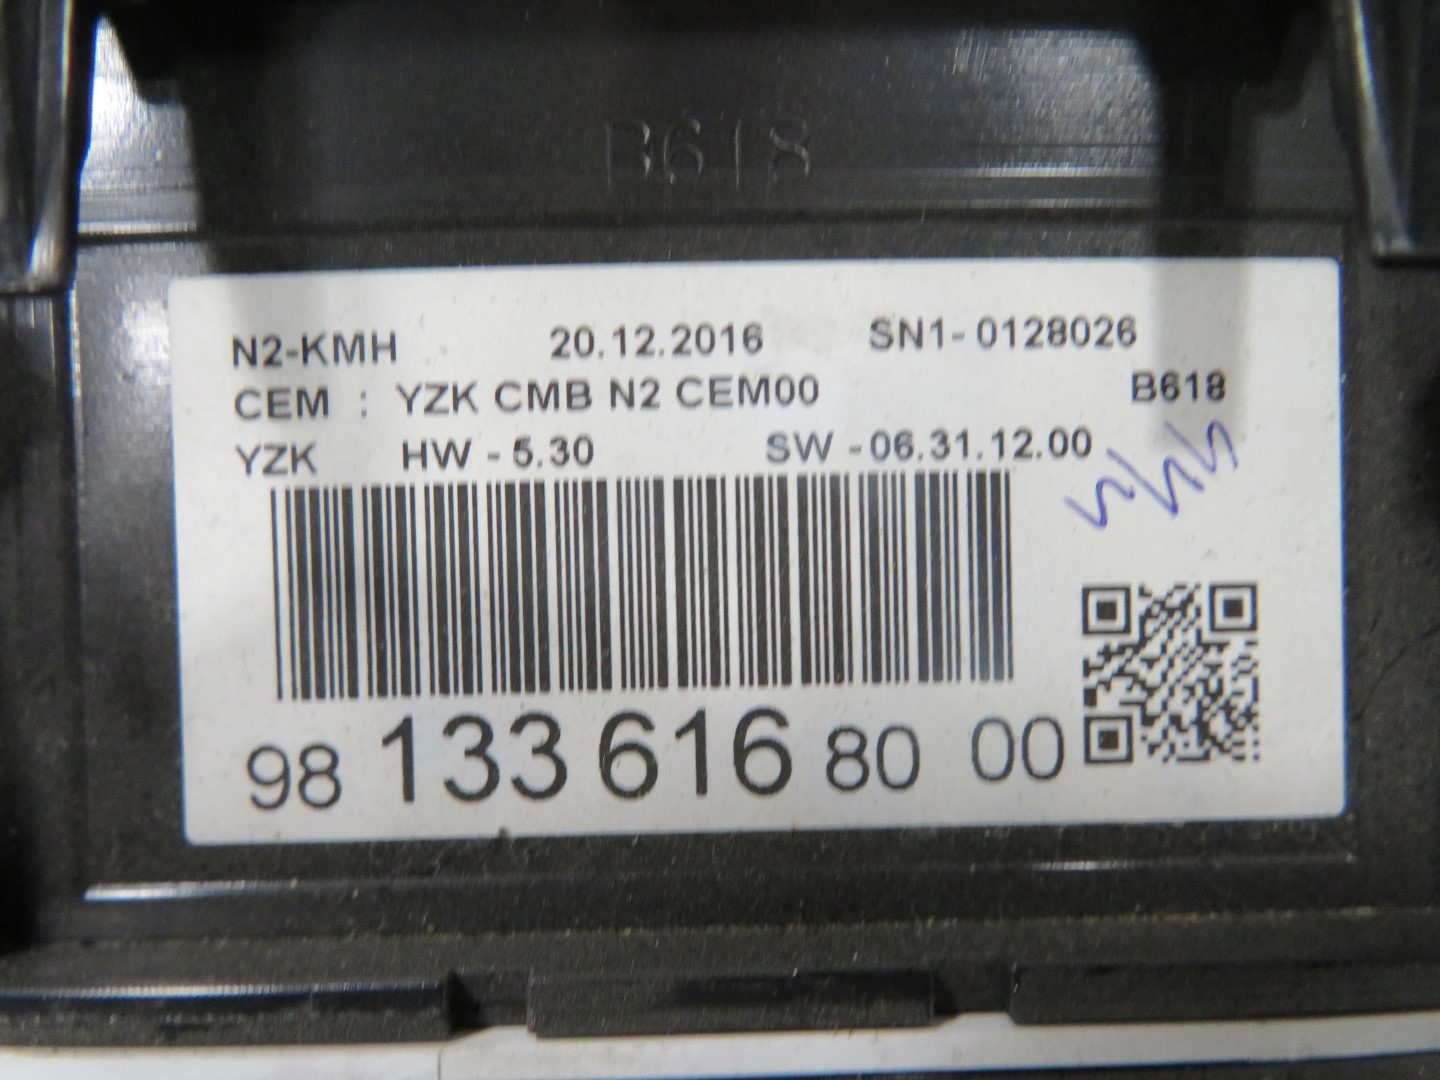 B618
N2-KMH 20.12.2016 SN1-0128026
CEM : YZK CMB N2 CEM00 B618
YZK HW - 5.30 SW -06.31.12.00
98 133 616 80 00